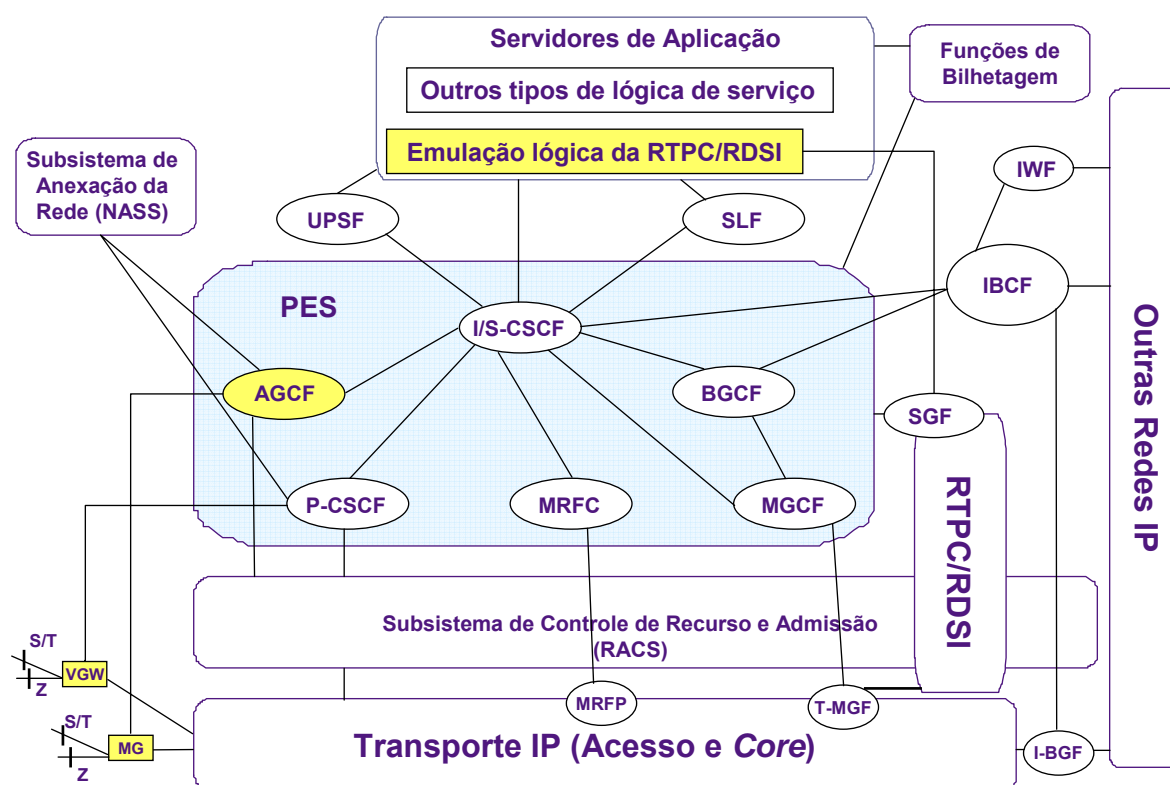 Servidores de Aplicação
Outros tipos de lógica de serviço
Emulação lógica da RTPC/RDSI
Funções de
Bilhetagem
Subsistema de
Anexação da
Rede (NASS)
UPSF
SLF
IWF
IBCF
PES
I/S-CSCF
AGCF
BGCF
SGF
P-CSCF
MRFC
MGCF
RTPC/RDSI
Outras Redes IP
Subsistema de Controle de Recurso e Admissão
(RACS)
S/T
VGW
Z
S/T
MG
Z
MRFP
T-MGF
Transporte IP (Acesso e Core)
I-BGF